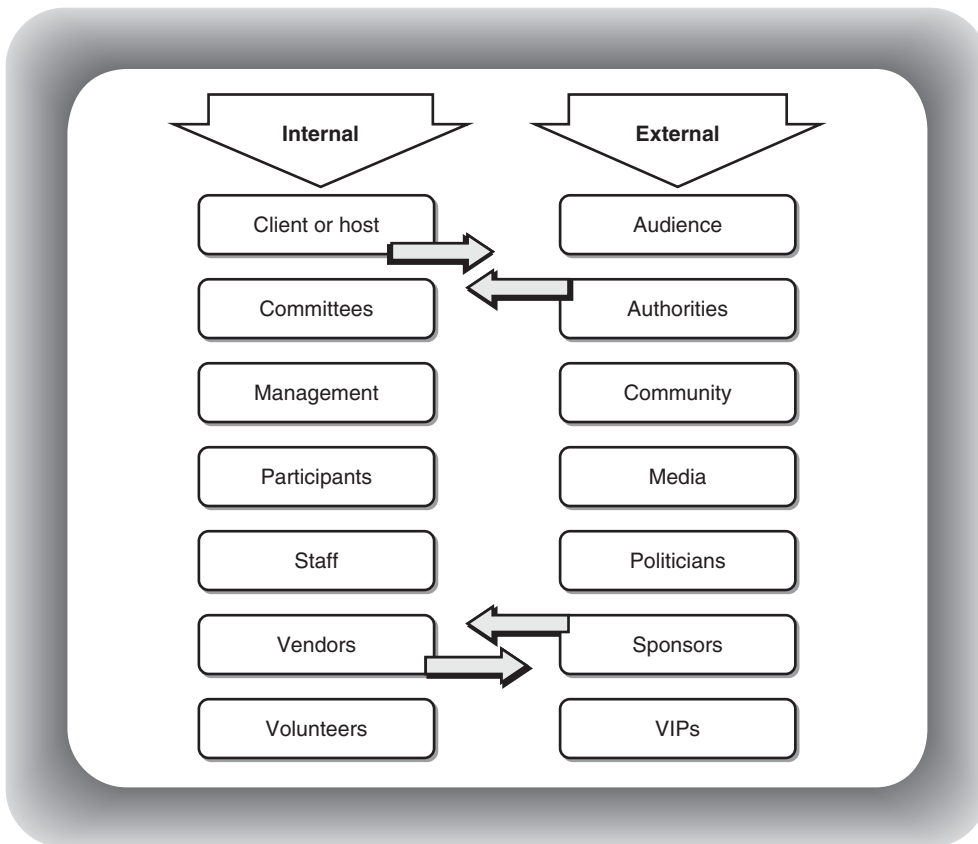 Internal
External
Client or host
Audience
Committees
Authorities
Management
Community
Participants
Media
Staff
Politicians
Vendors
Sponsors
Volunteers
VIPs